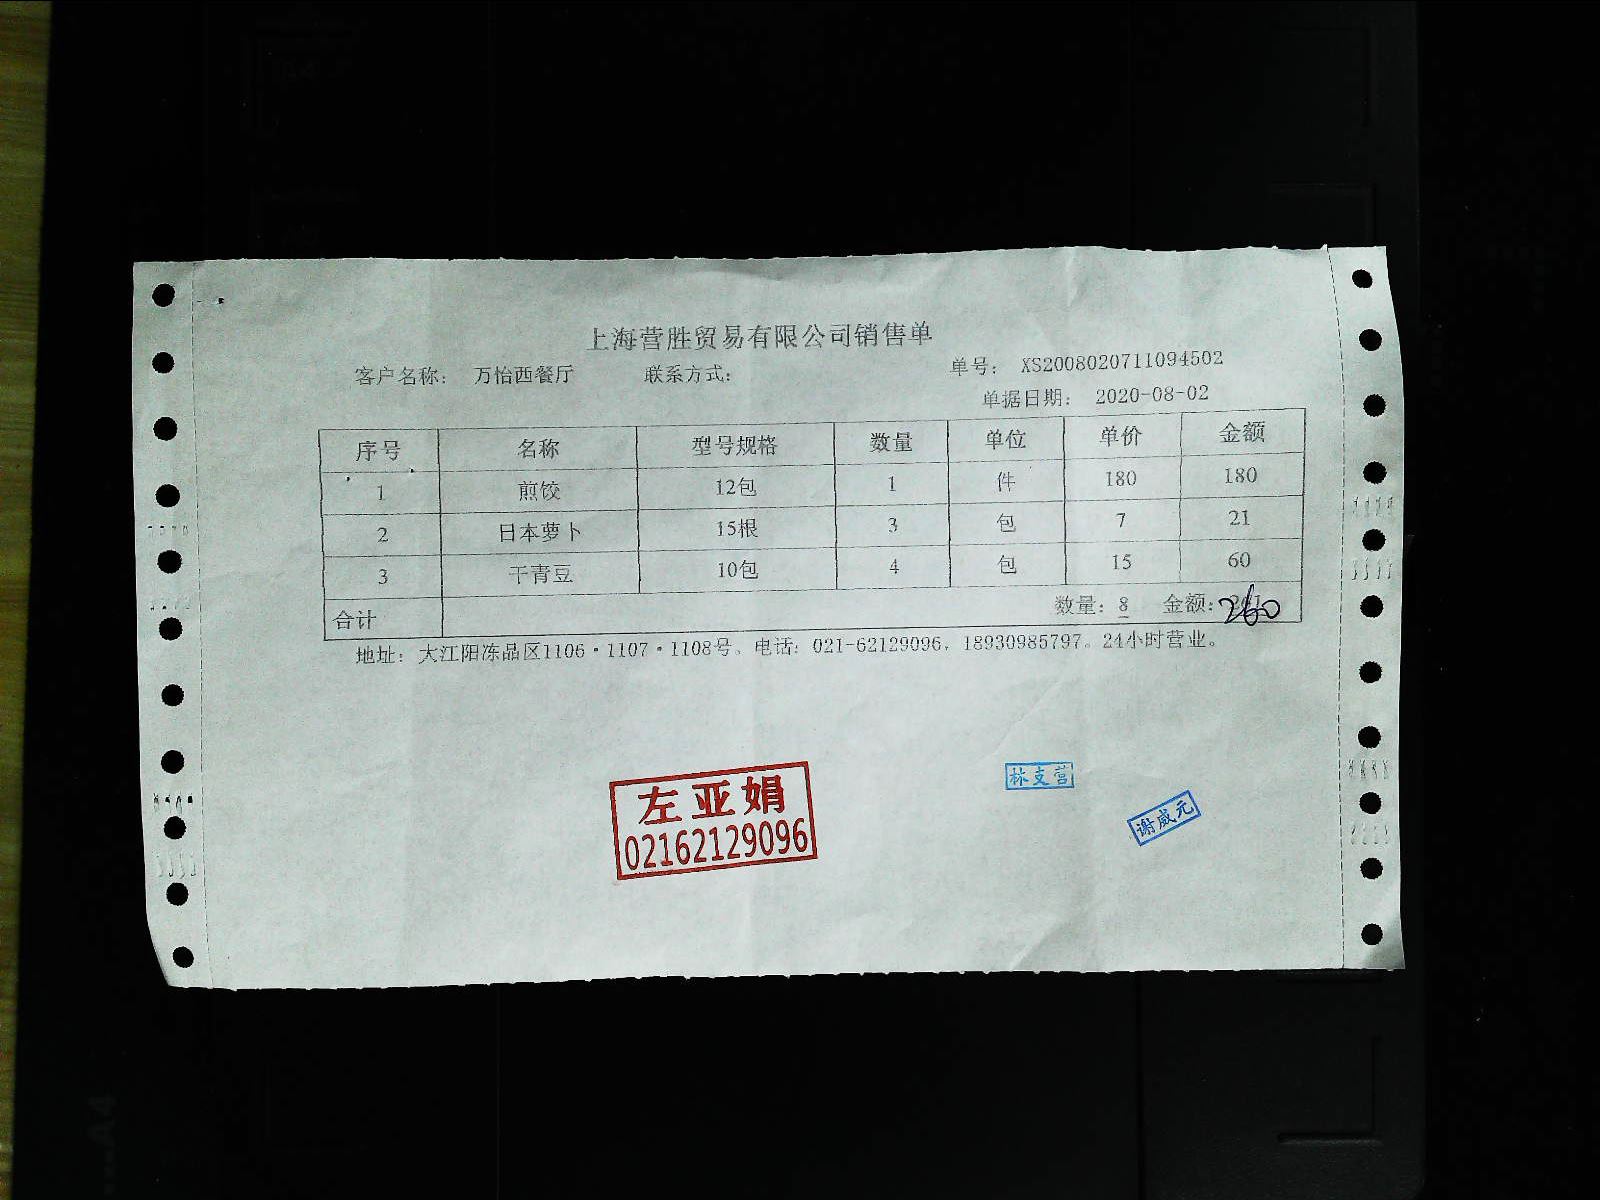 上海营胜贸易有限公司销售单
客户名称: 万怡西餐厅 联系方式: 单号: XS2008020711094502
单据日期: 2020-08-02
序号 名称 型号规格 数量 单位 单价 金额
1 煎饺 12包 1 件 180 180
2 日本萝卜 15根 3 包 7 21
3 干青豆 10包 4 包 15 60
合计 数量: 8 金额: 260
地址: 大江阳冻品区1106·1107·1108号。电话: 021-62129096, 18930985797。24小时营业。
左亚娟
02162129096
林支营
谢威元